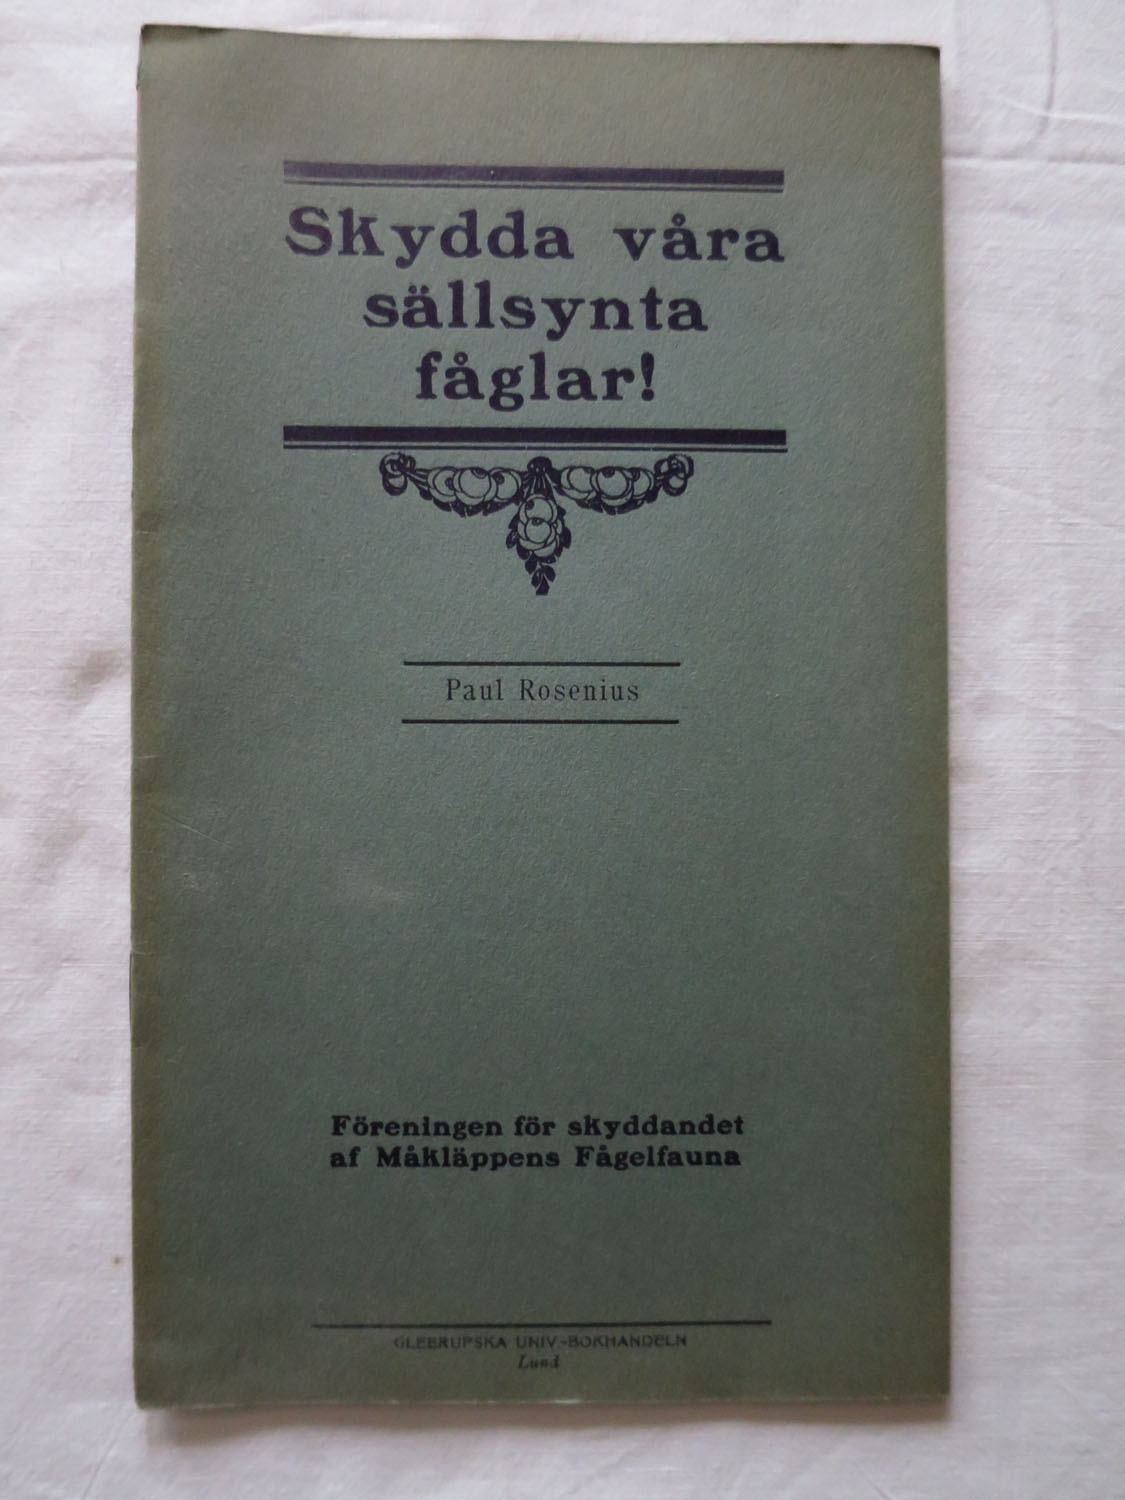 Skydda våra
sällsynta
fåglar!
Paul Rosenius
Föreningen för skyddandet
af Måkläppens Fågelfauna
GLEERUPSKA UNIV.-BOKHANDELN
Lund